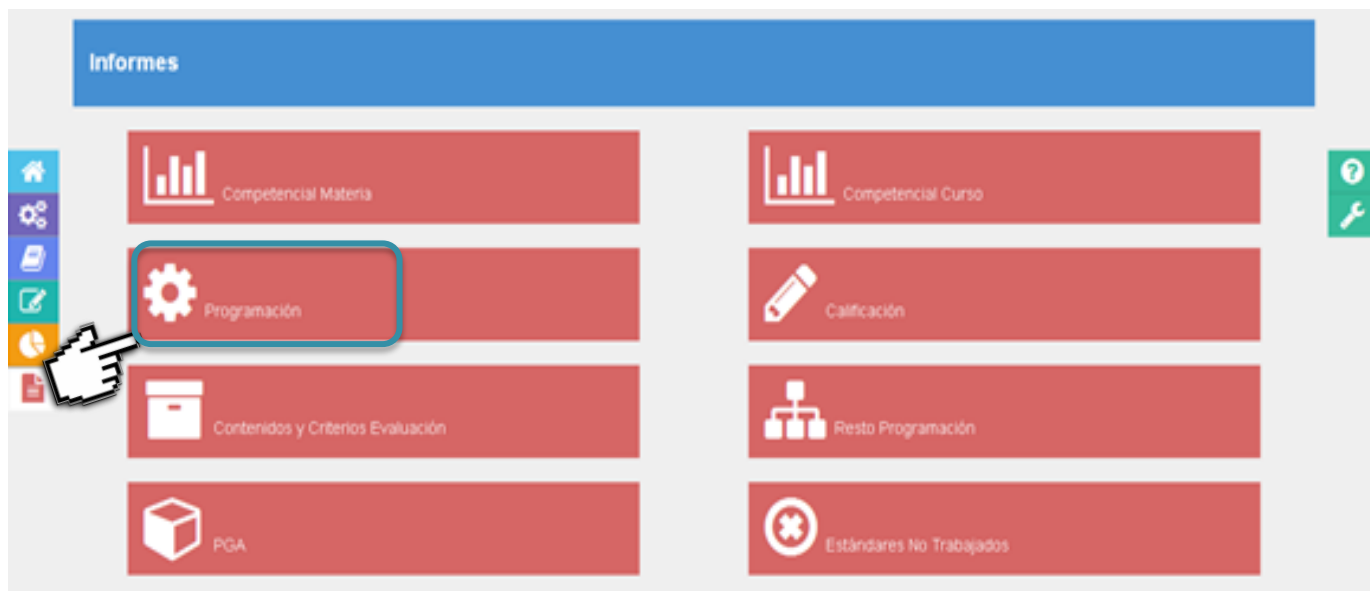 Informes
Competencial Materia
Competencial Curso
Programación
Calificación
Contenidos y Criterios Evaluación
Resto Programación
PGA
Estándares No Trabajados